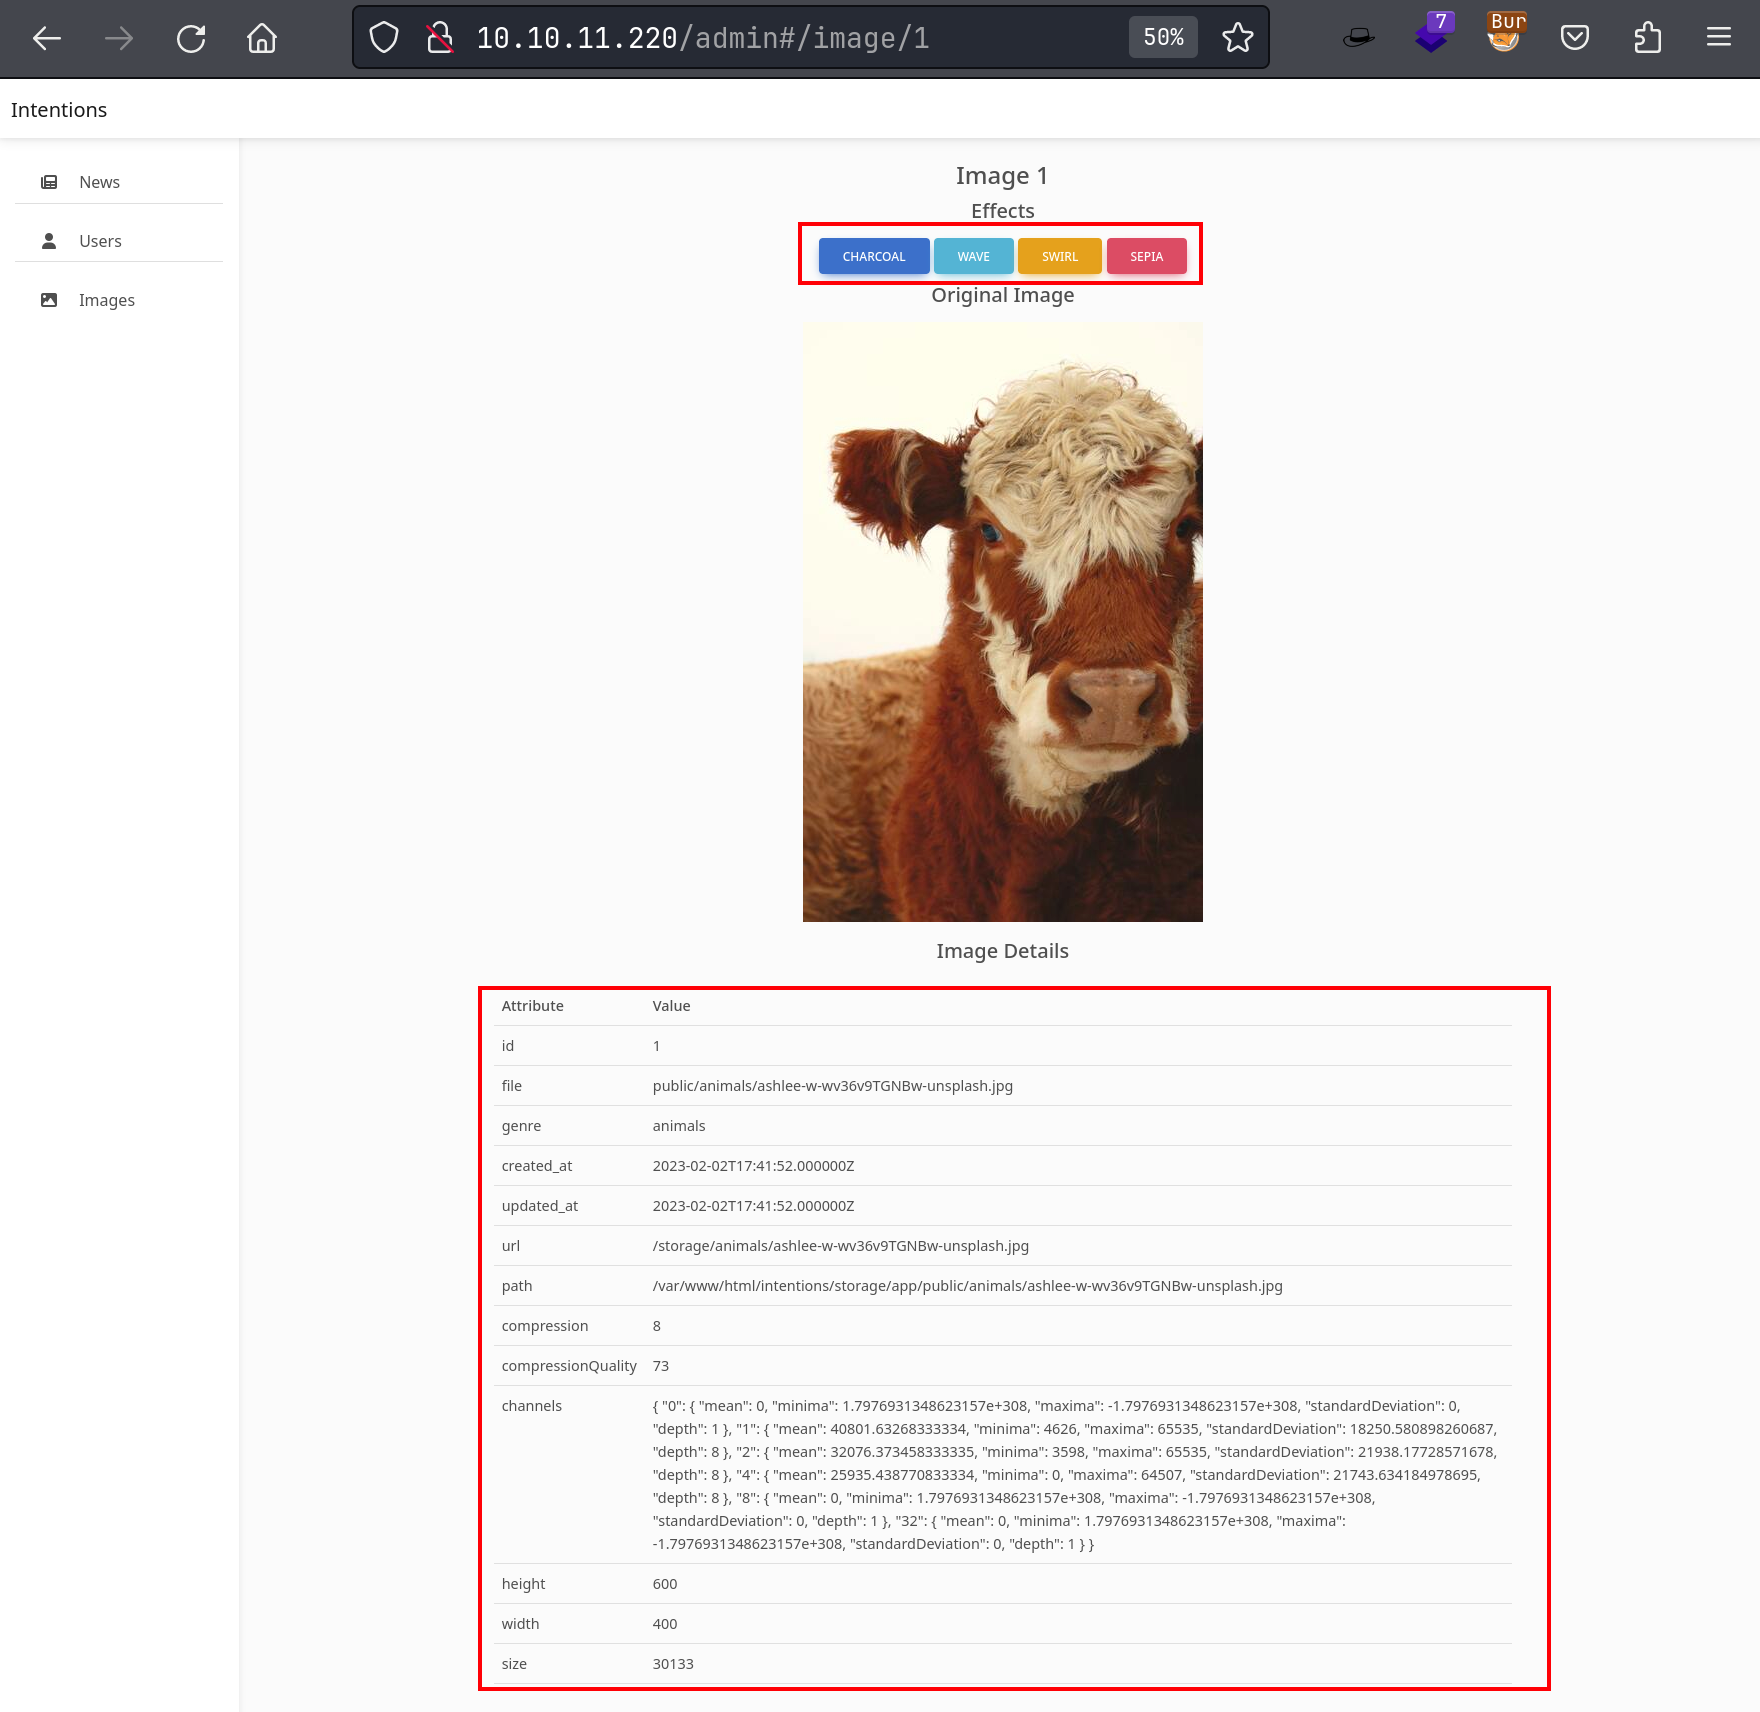 10.10.11.220/admin#/image/1 50% 7 Bur
Intentions
News
Users
Images
Image 1
Effects
CHARCOAL WAVE SWIRL SEPIA
Original Image
Image Details
Attribute Value
id 1
file public/animals/ashlee-w-wv36v9TGNBw-unsplash.jpg
genre animals
created_at 2023-02-02T17:41:52.000000Z
updated_at 2023-02-02T17:41:52.000000Z
url /storage/animals/ashlee-w-wv36v9TGNBw-unsplash.jpg
path /var/www/html/intentions/storage/app/public/animals/ashlee-w-wv36v9TGNBw-unsplash.jpg
compression 8
compressionQuality 73
channels { "0": { "mean": 0, "minima": 1.7976931348623157e+308, "maxima": -1.7976931348623157e+308, "standardDeviation": 0,
"depth": 1 }, "1": { "mean": 40801.63268333334, "minima": 4626, "maxima": 65535, "standardDeviation": 18250.580898260687,
"depth": 8 }, "2": { "mean": 32076.373458333335, "minima": 3598, "maxima": 65535, "standardDeviation": 21938.17728571678,
"depth": 8 }, "4": { "mean": 25935.438770833334, "minima": 0, "maxima": 64507, "standardDeviation": 21743.634184978695,
"depth": 8 }, "8": { "mean": 0, "minima": 1.7976931348623157e+308, "maxima": -1.7976931348623157e+308,
"standardDeviation": 0, "depth": 1 }, "32": { "mean": 0, "minima": 1.7976931348623157e+308, "maxima":
-1.7976931348623157e+308, "standardDeviation": 0, "depth": 1 } }
height 600
width 400
size 30133